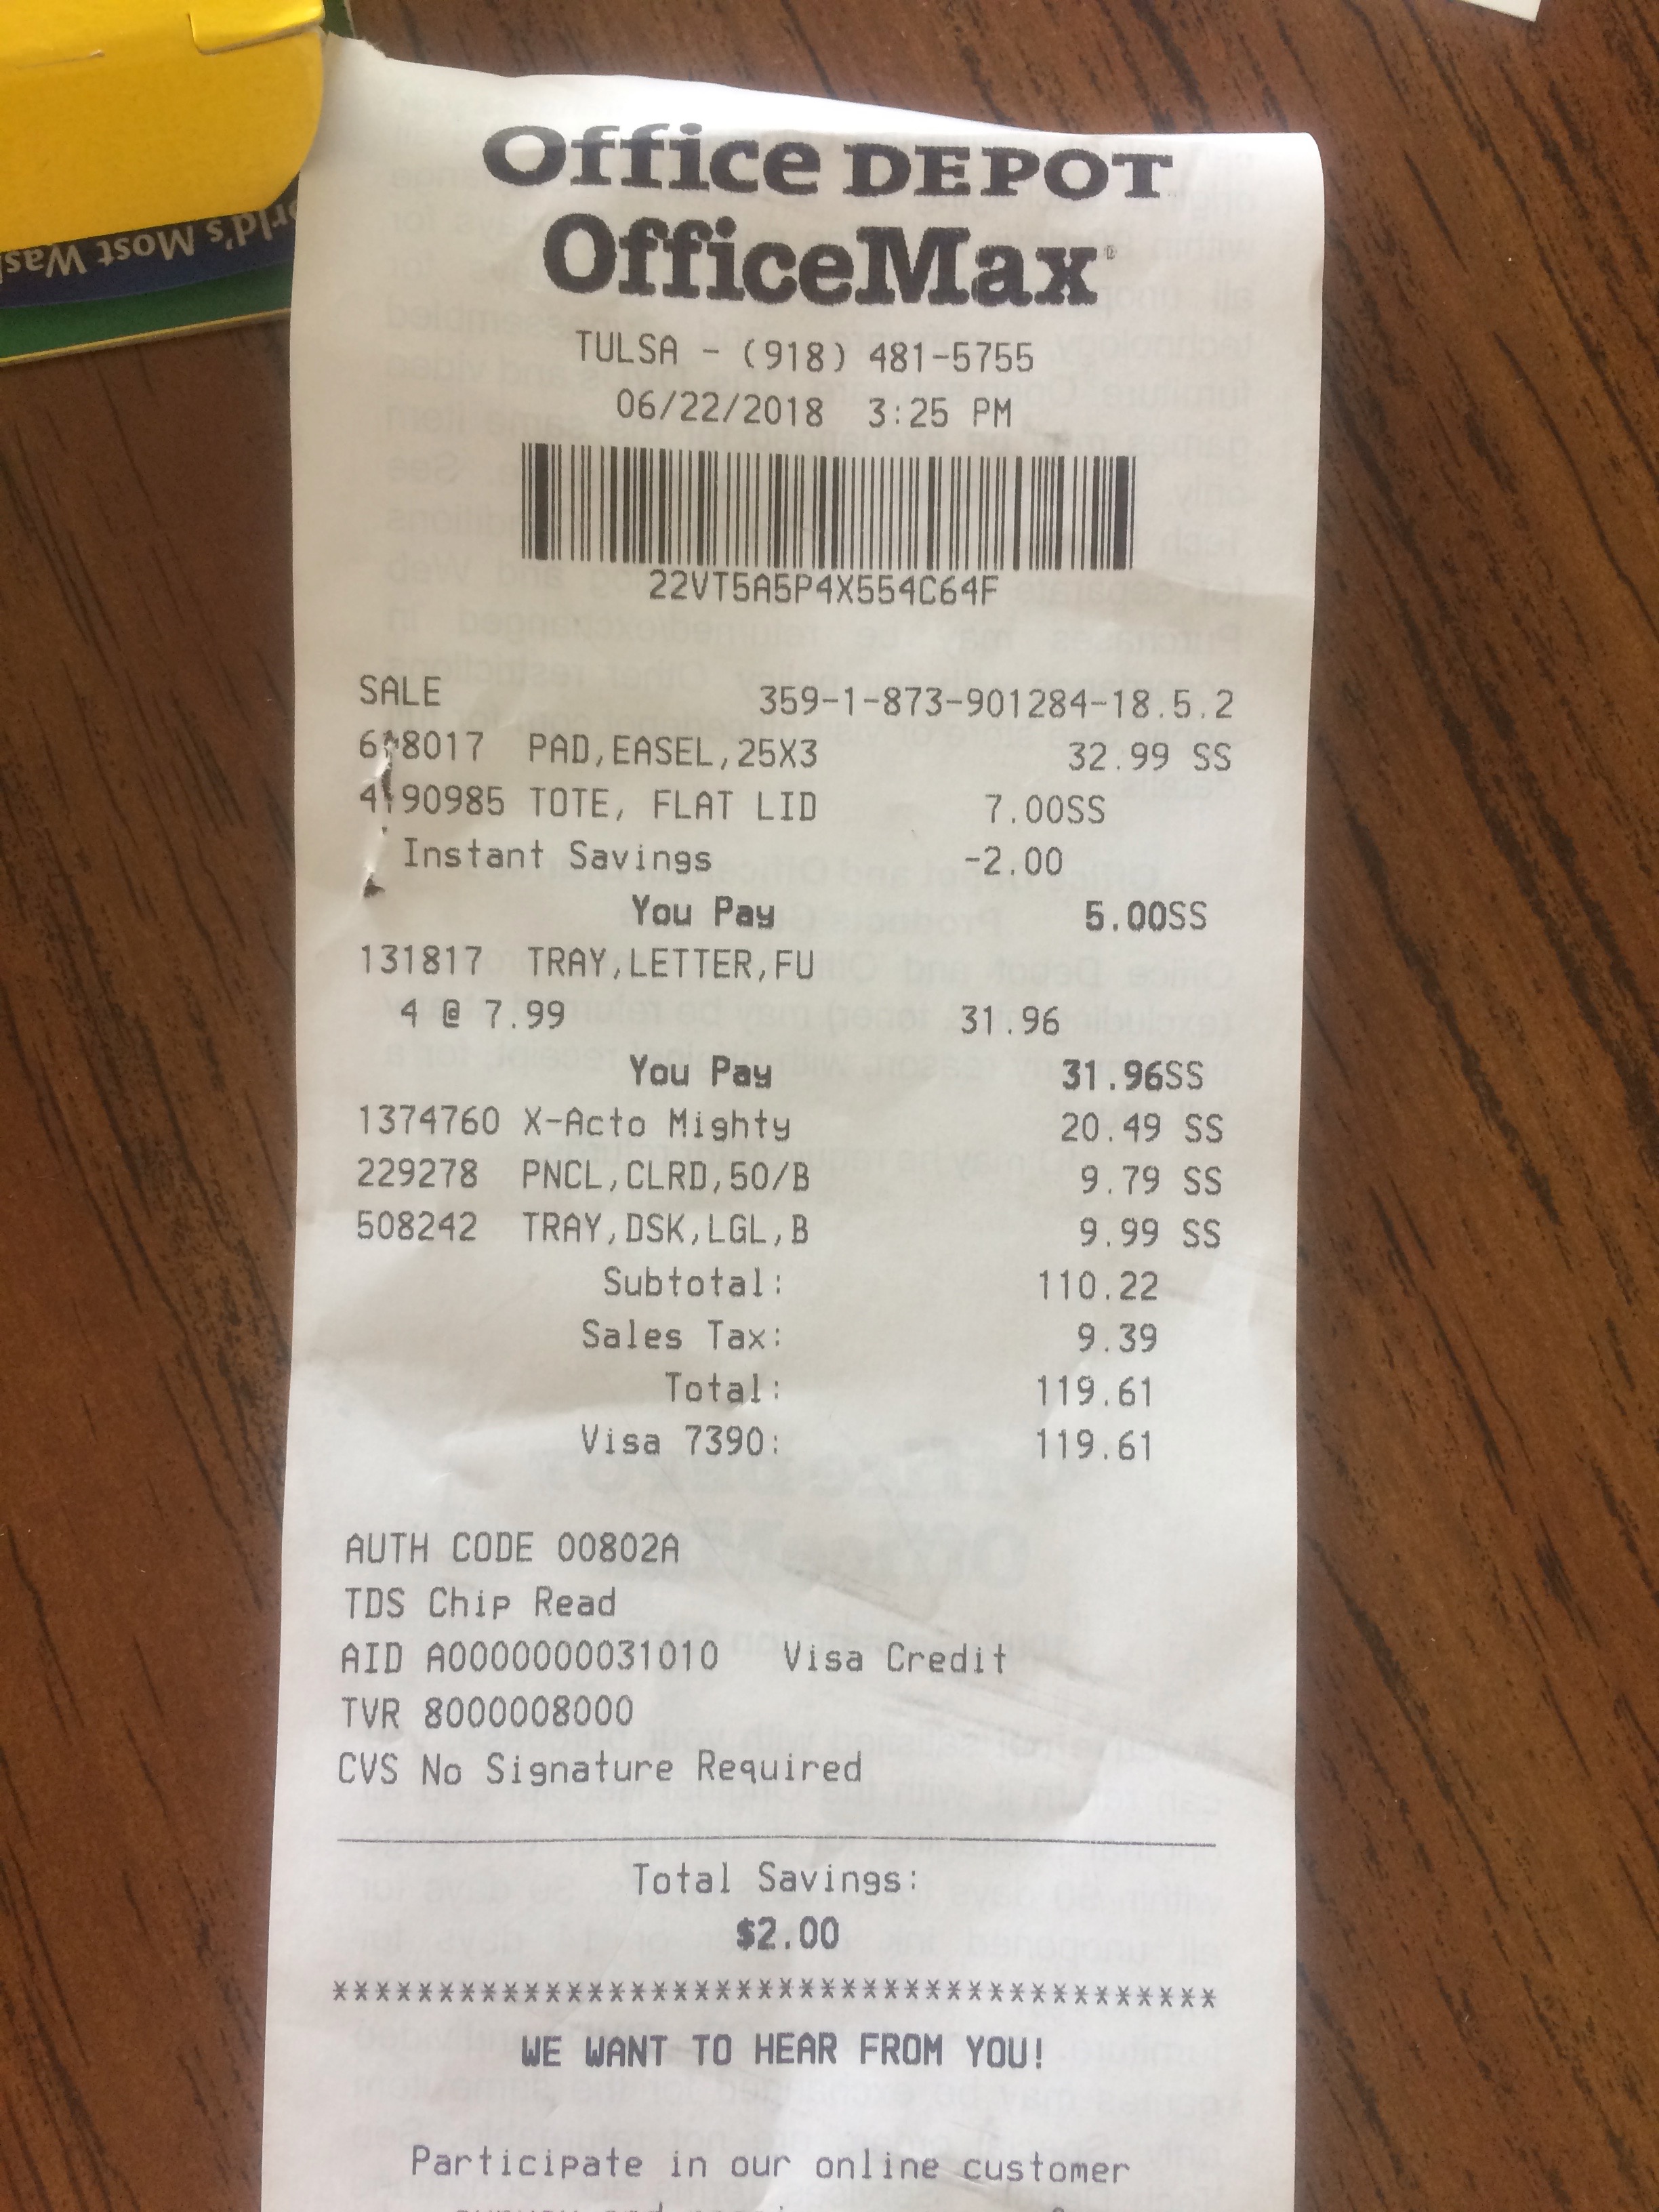 Office DEPOT
OfficeMax®
TULSA - (918) 481-5755
06/22/2018 3:25 PM
22VT5A5P4X554C64F
SALE 359-1-873-901284-18.5.2
PAD,EASEL,25X3 32.99 SS
TOTE, FLAT LID 7.00SS
Instant Savings -2.00
You Pay 5.00SS
131817 TRAY,LETTER,FU
4 @ 7.99 31.96
You Pay 31.96SS
1374760 X-Acto Mighty 20.49 SS
229278 PNCL,CLRD,50/B 9.79 SS
508242 TRAY,DSK,LGL,B 9.99 SS
Subtotal: 110.22
Sales Tax: 9.39
Total: 119.61
Visa 7390: 119.61
AUTH CODE 00802A
TDS Chip Read
AID A0000000031010 Visa Credit
TVR 8000008000
CVS No Signature Required
Total Savings:
$2.00
******************************************
WE WANT TO HEAR FROM YOU!
Participate in our online customer
World's Most Was